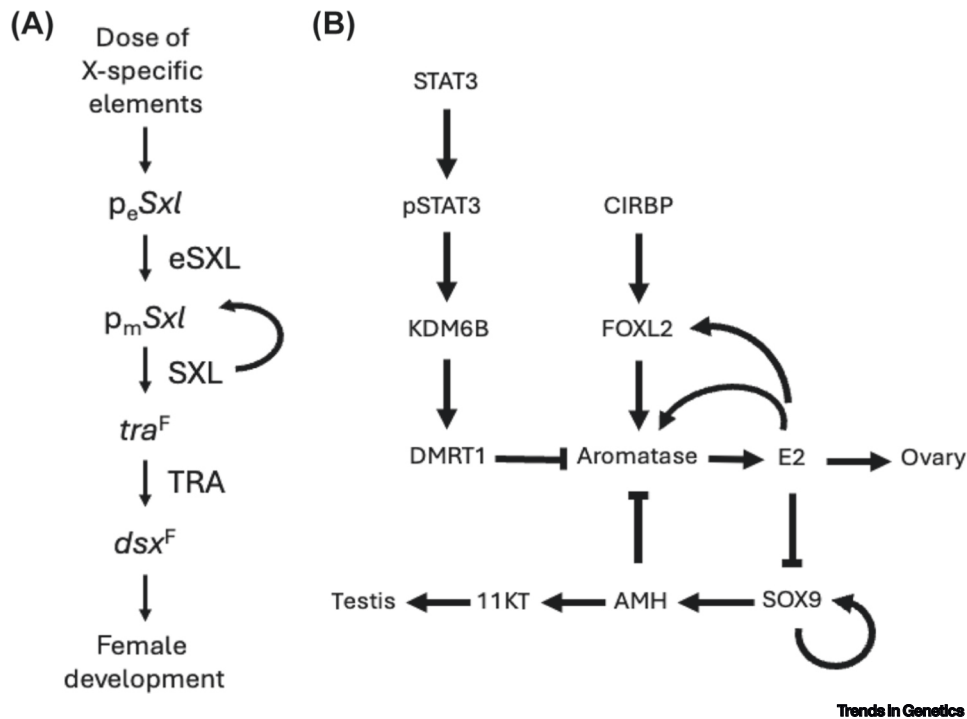 (A)
Dose of
X-specific
elements
peSxl
eSXL
pmSxl
SXL
traF
TRA
dsxF
Female
development
(B)
STAT3
pSTAT3 CIRBP
KDM6B FOXL2
DMRT1 Aromatase E2 Ovary
Testis 11KT AMH SOX9
Trends in Genetics